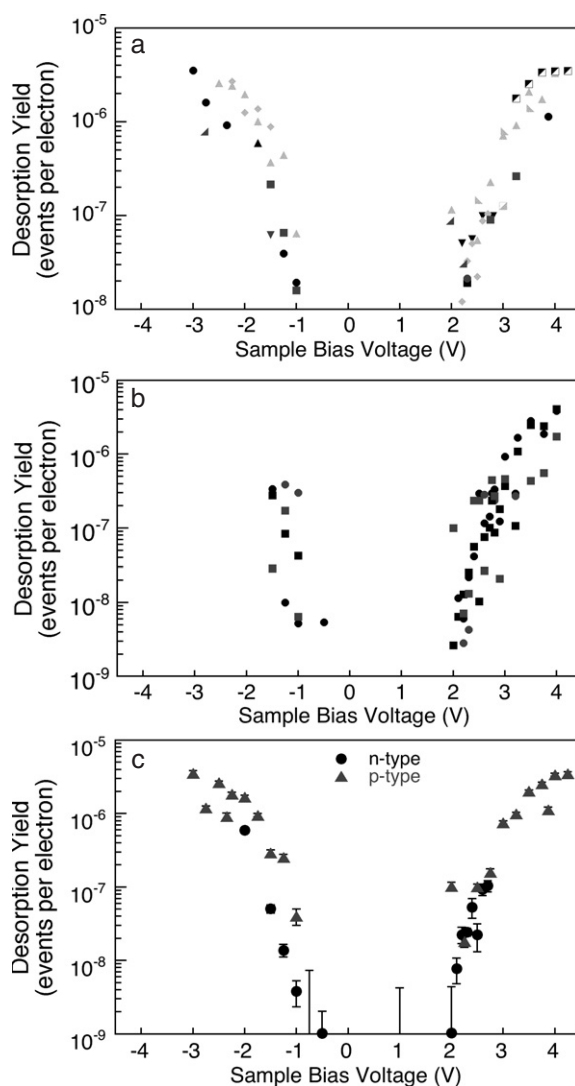 a
Desorption Yield
(events per electron)
10-5
10-6
10-7
10-8
-4 -3 -2 -1 0 1 2 3 4
Sample Bias Voltage (V)
b
Desorption Yield
(events per electron)
10-5
10-6
10-7
10-8
10-9
-4 -3 -2 -1 0 1 2 3 4
Sample Bias Voltage (V)
c
n-type
p-type
Desorption Yield
(events per electron)
10-5
10-6
10-7
10-8
10-9
-4 -3 -2 -1 0 1 2 3 4
Sample Bias Voltage (V)